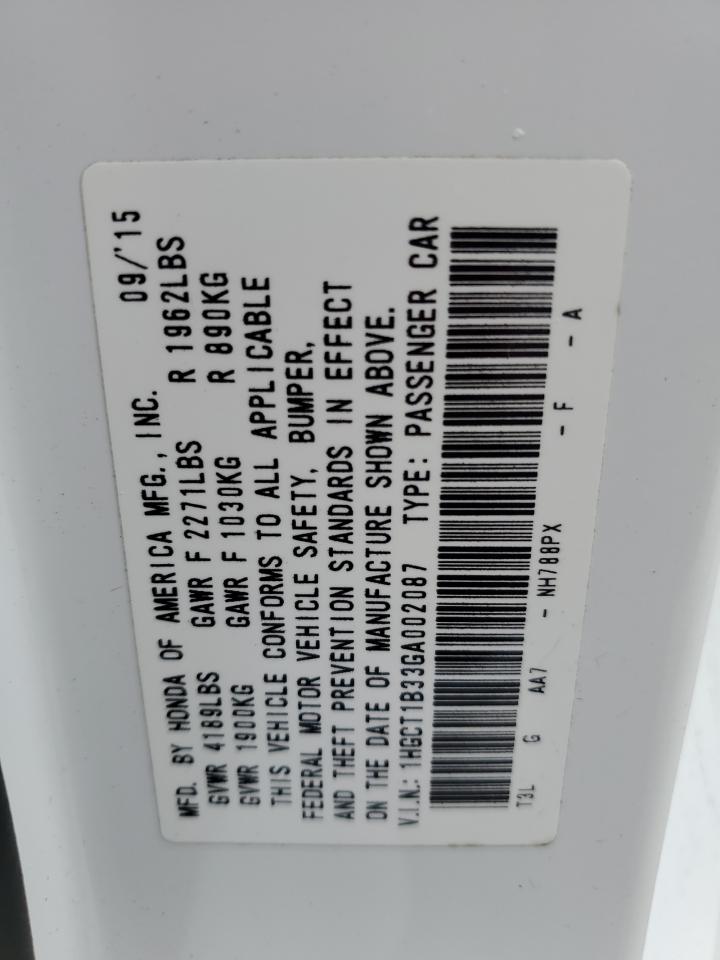 MFD. BY HONDA OF AMERICA MFG., INC. 09/'15
GVWR 4189LBS GAWR F 2271LBS R 1962LBS
GVWR 1900KG GAWR F 1030KG R 890KG
THIS VEHICLE CONFORMS TO ALL APPLICABLE
FEDERAL MOTOR VEHICLE SAFETY, BUMPER,
AND THEFT PREVENTION STANDARDS IN EFFECT
ON THE DATE OF MANUFACTURE SHOWN ABOVE.
V.I.N.: 1HGCT1B33GA002087 TYPE: PASSENGER CAR
T3L G AA7 - NH788PX - F - A